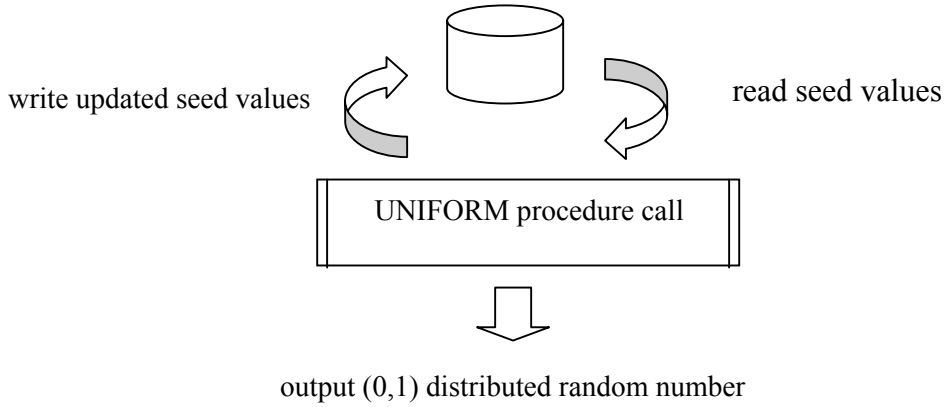 write updated seed values
read seed values
UNIFORM procedure call
output (0,1) distributed random number